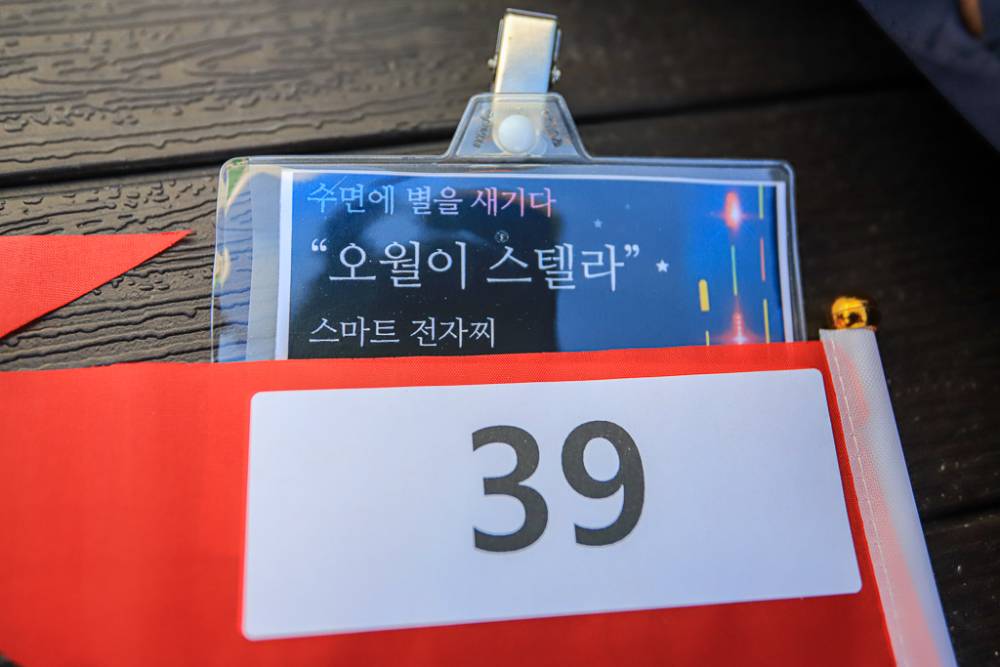 수면에 별을 새기다
“오월이 스텔라”
스마트 전자찌
39